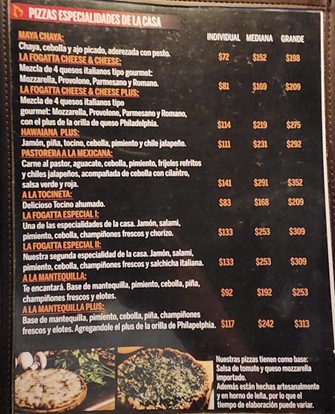 PIZZAS ESPECIALIDADES DE LA CASA
INDIVIDUAL MEDIANA GRANDE
MAYA CHAYA:
Chaya, cebolla y ajo picado, aderezada con pesto. $72 $152 $198
LA FOGATTA CHEESE & CHEESE:
Mezcla de 4 quesos italianos tipo gourmet:
Mozzarella, Provolone, Parmesano y Romano. $81 $169 $209
LA FOGATTA CHEESE & CHEESE PLUS:
Mezcla de 4 quesos italianos tipo
gourmet: Mozzarella, Provolone, Parmesano y Romano,
con el plus de la orilla de queso Philadelphia. $114 $219 $275
HAWAIANA PLUS:
Jamón, piña, tocino, cebolla, pimiento y chile jalapeño. $111 $231 $292
PASTORERA A LA MEXICANA:
Carne al pastor, aguacate, cebolla, pimiento, frijoles refritos
y chiles jalapeños, acompañada de cebolla con cilantro,
salsa verde y roja. $141 $291 $352
A LA TOCINETA:
Delicioso Tocino ahumado. $83 $168 $209
LA FOGATTA ESPECIAL I:
Una de las especialidades de la casa. Jamón, salami,
pimiento, cebolla, champiñones frescos y chorizo. $133 $253 $309
LA FOGATTA ESPECIAL II:
Nuestra segunda especialidad de la casa. Jamón, salami,
pimiento, cebolla, champiñones frescos y salchicha italiana. $133 $253 $309
A LA MANTEQUILLA:
Te encantará. Base de mantequilla, pimiento, cebolla, piña,
champiñones frescos y elotes. $92 $192 $253
A LA MANTEQUILLA PLUS:
Base de mantequilla, pimiento, cebolla, piña, champiñones
frescos y elotes. Agregandole el plus de la orilla de Philapelphia. $117 $242 $313
Nuestras pizzas tienen como base:
Salsa de tomate y queso mozzarella
importado.
Además están hechas artesanalmente
y en horno de leña, por lo que el
tiempo de elaboración puede variar.